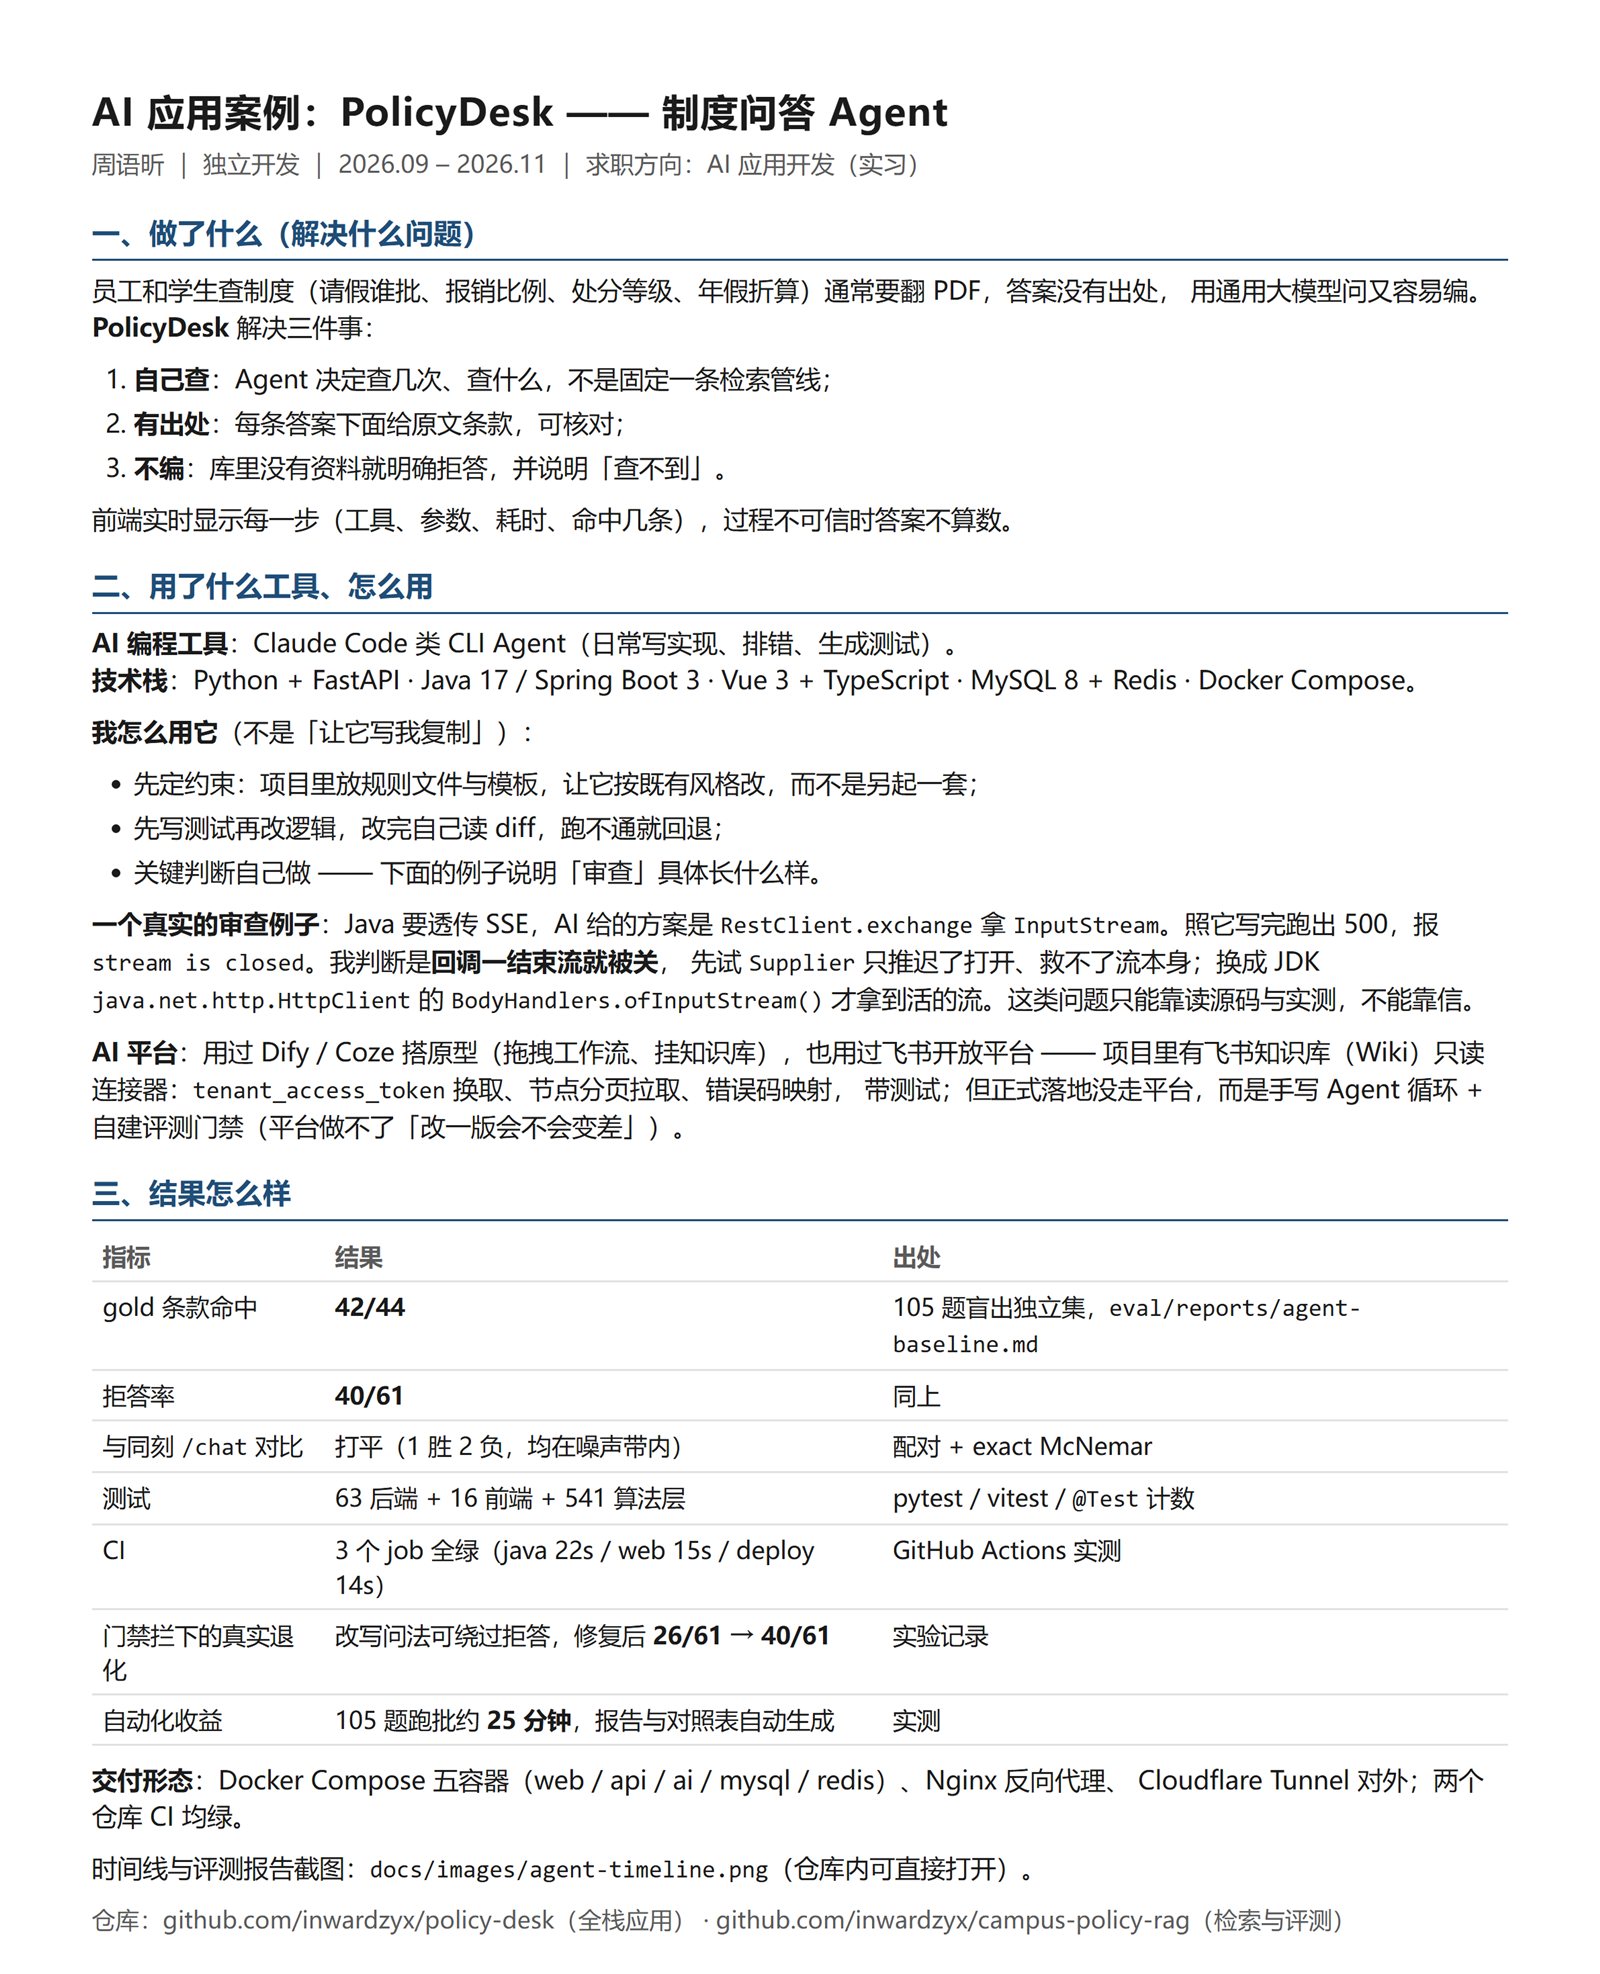 AI 应用案例：PolicyDesk —— 制度问答 Agent
周语昕 | 独立开发 | 2026.09 – 2026.11 | 求职方向：AI 应用开发（实习）
一、做了什么（解决什么问题）
员工和学生查制度（请假谁批、报销比例、处分等级、年假折算）通常要翻 PDF，答案没有出处， 用通用大模型问又容易编。
PolicyDesk 解决三件事：
1. 自己查：Agent 决定查几次、查什么，不是固定一条检索管线；
2. 有出处：每条答案下面给原文条款，可核对；
3. 不编：库里没有资料就明确拒答，并说明「查不到」。
前端实时显示每一步（工具、参数、耗时、命中几条），过程不可信时答案不算数。
二、用了什么工具、怎么用
AI 编程工具：Claude Code 类 CLI Agent（日常写实现、排错、生成测试）。
技术栈：Python + FastAPI · Java 17 / Spring Boot 3 · Vue 3 + TypeScript · MySQL 8 + Redis · Docker Compose。
我怎么用它（不是「让它写我复制」）：
• 先定约束：项目里放规则文件与模板，让它按既有风格改，而不是另起一套；
• 先写测试再改逻辑，改完自己读 diff，跑不通就回退；
• 关键判断自己做 —— 下面的例子说明「审查」具体长什么样。
一个真实的审查例子：Java 要透传 SSE，AI 给的方案是 RestClient.exchange 拿 InputStream。照它写完跑出 500，报
stream is closed。我判断是回调一结束流就被关， 先试 Supplier 只推迟了打开、救不了流本身；换成 JDK
java.net.http.HttpClient 的 BodyHandlers.ofInputStream() 才拿到活的流。这类问题只能靠读源码与实测，不能靠信。
AI 平台：用过 Dify / Coze 搭原型（拖拽工作流、挂知识库），也用过飞书开放平台 —— 项目里有飞书知识库（Wiki）只读
连接器：tenant_access_token 换取、节点分页拉取、错误码映射， 带测试；但正式落地没走平台，而是手写 Agent 循环 +
自建评测门禁（平台做不了「改一版会不会变差」）。
三、结果怎么样
指标 结果 出处
gold 条款命中 42/44 105 题盲出独立集，eval/reports/agent-
baseline.md
拒答率 40/61 同上
与同刻 /chat 对比 打平（1 胜 2 负，均在噪声带内） 配对 + exact McNemar
测试 63 后端 + 16 前端 + 541 算法层 pytest / vitest / @Test 计数
CI 3 个 job 全绿（java 22s / web 15s / deploy GitHub Actions 实测
14s）
门禁拦下的真实退 改写问法可绕过拒答，修复后 26/61 → 40/61 实验记录
化
自动化收益 105 题跑批约 25 分钟，报告与对照表自动生成 实测
交付形态：Docker Compose 五容器（web / api / ai / mysql / redis）、Nginx 反向代理、 Cloudflare Tunnel 对外；两个
仓库 CI 均绿。
时间线与评测报告截图：docs/images/agent-timeline.png（仓库内可直接打开）。
仓库：github.com/inwardzyx/policy-desk（全栈应用） · github.com/inwardzyx/campus-policy-rag（检索与评测）